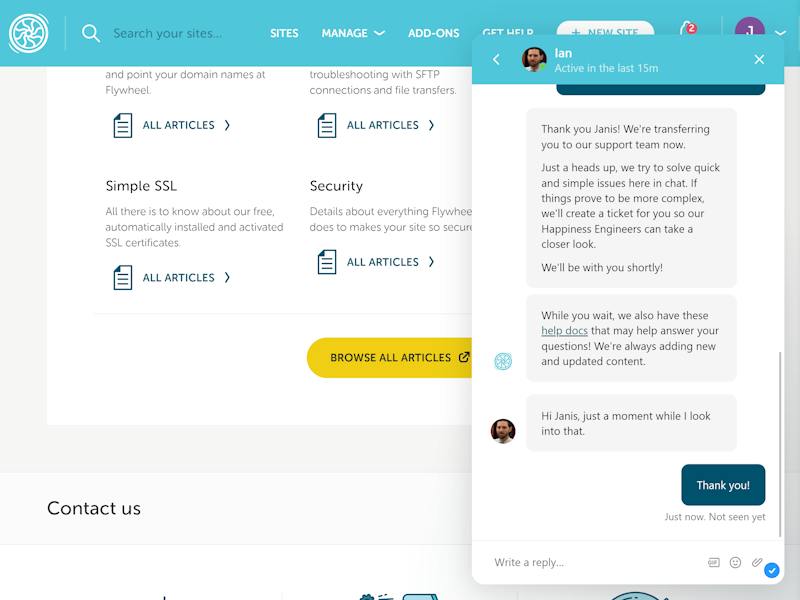 Search your sites...
SITES
MANAGE
ADD-ONS
GET HELP
+ NEW SITE
2
J
and point your domain names at
Flywheel.
ALL ARTICLES
troubleshooting with SFTP
connections and file transfers.
ALL ARTICLES
Simple SSL
All there is to know about our free,
automatically installed and activated
SSL certificates.
ALL ARTICLES
Security
Details about everything Flywhee
does to makes your site so secure
ALL ARTICLES
BROWSE ALL ARTICLES
Contact us
Ian
Active in the last 15m
Thank you Janis! We're transferring
you to our support team now.
Just a heads up, we try to solve quick
and simple issues here in chat. If
things prove to be more complex,
we'll create a ticket for you so our
Happiness Engineers can take a
closer look.
We'll be with you shortly!
While you wait, we also have these
help docs that may help answer your
questions! We're always adding new
and updated content.
Hi Janis, just a moment while I look
into that.
Thank you!
Just now. Not seen yet
Write a reply...
GIF